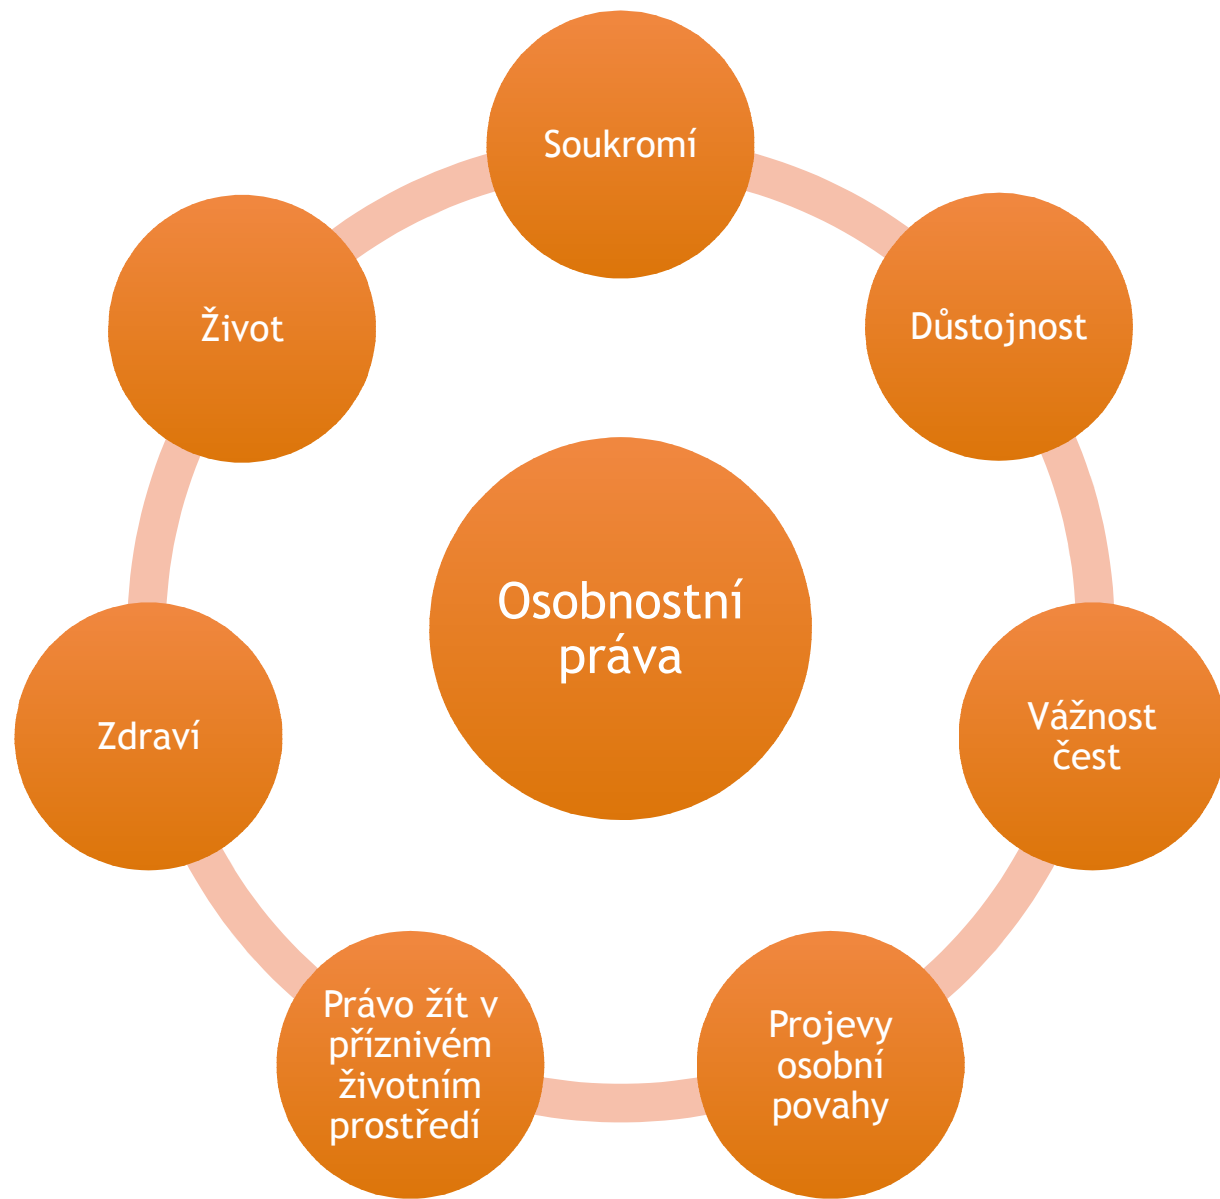 Soukromí
Důstojnost
Vážnost
čest
Projevy
osobní
povahy
Právo žít v
příznivém
životním
prostředí
Zdraví
Život
Osobnostní
práva